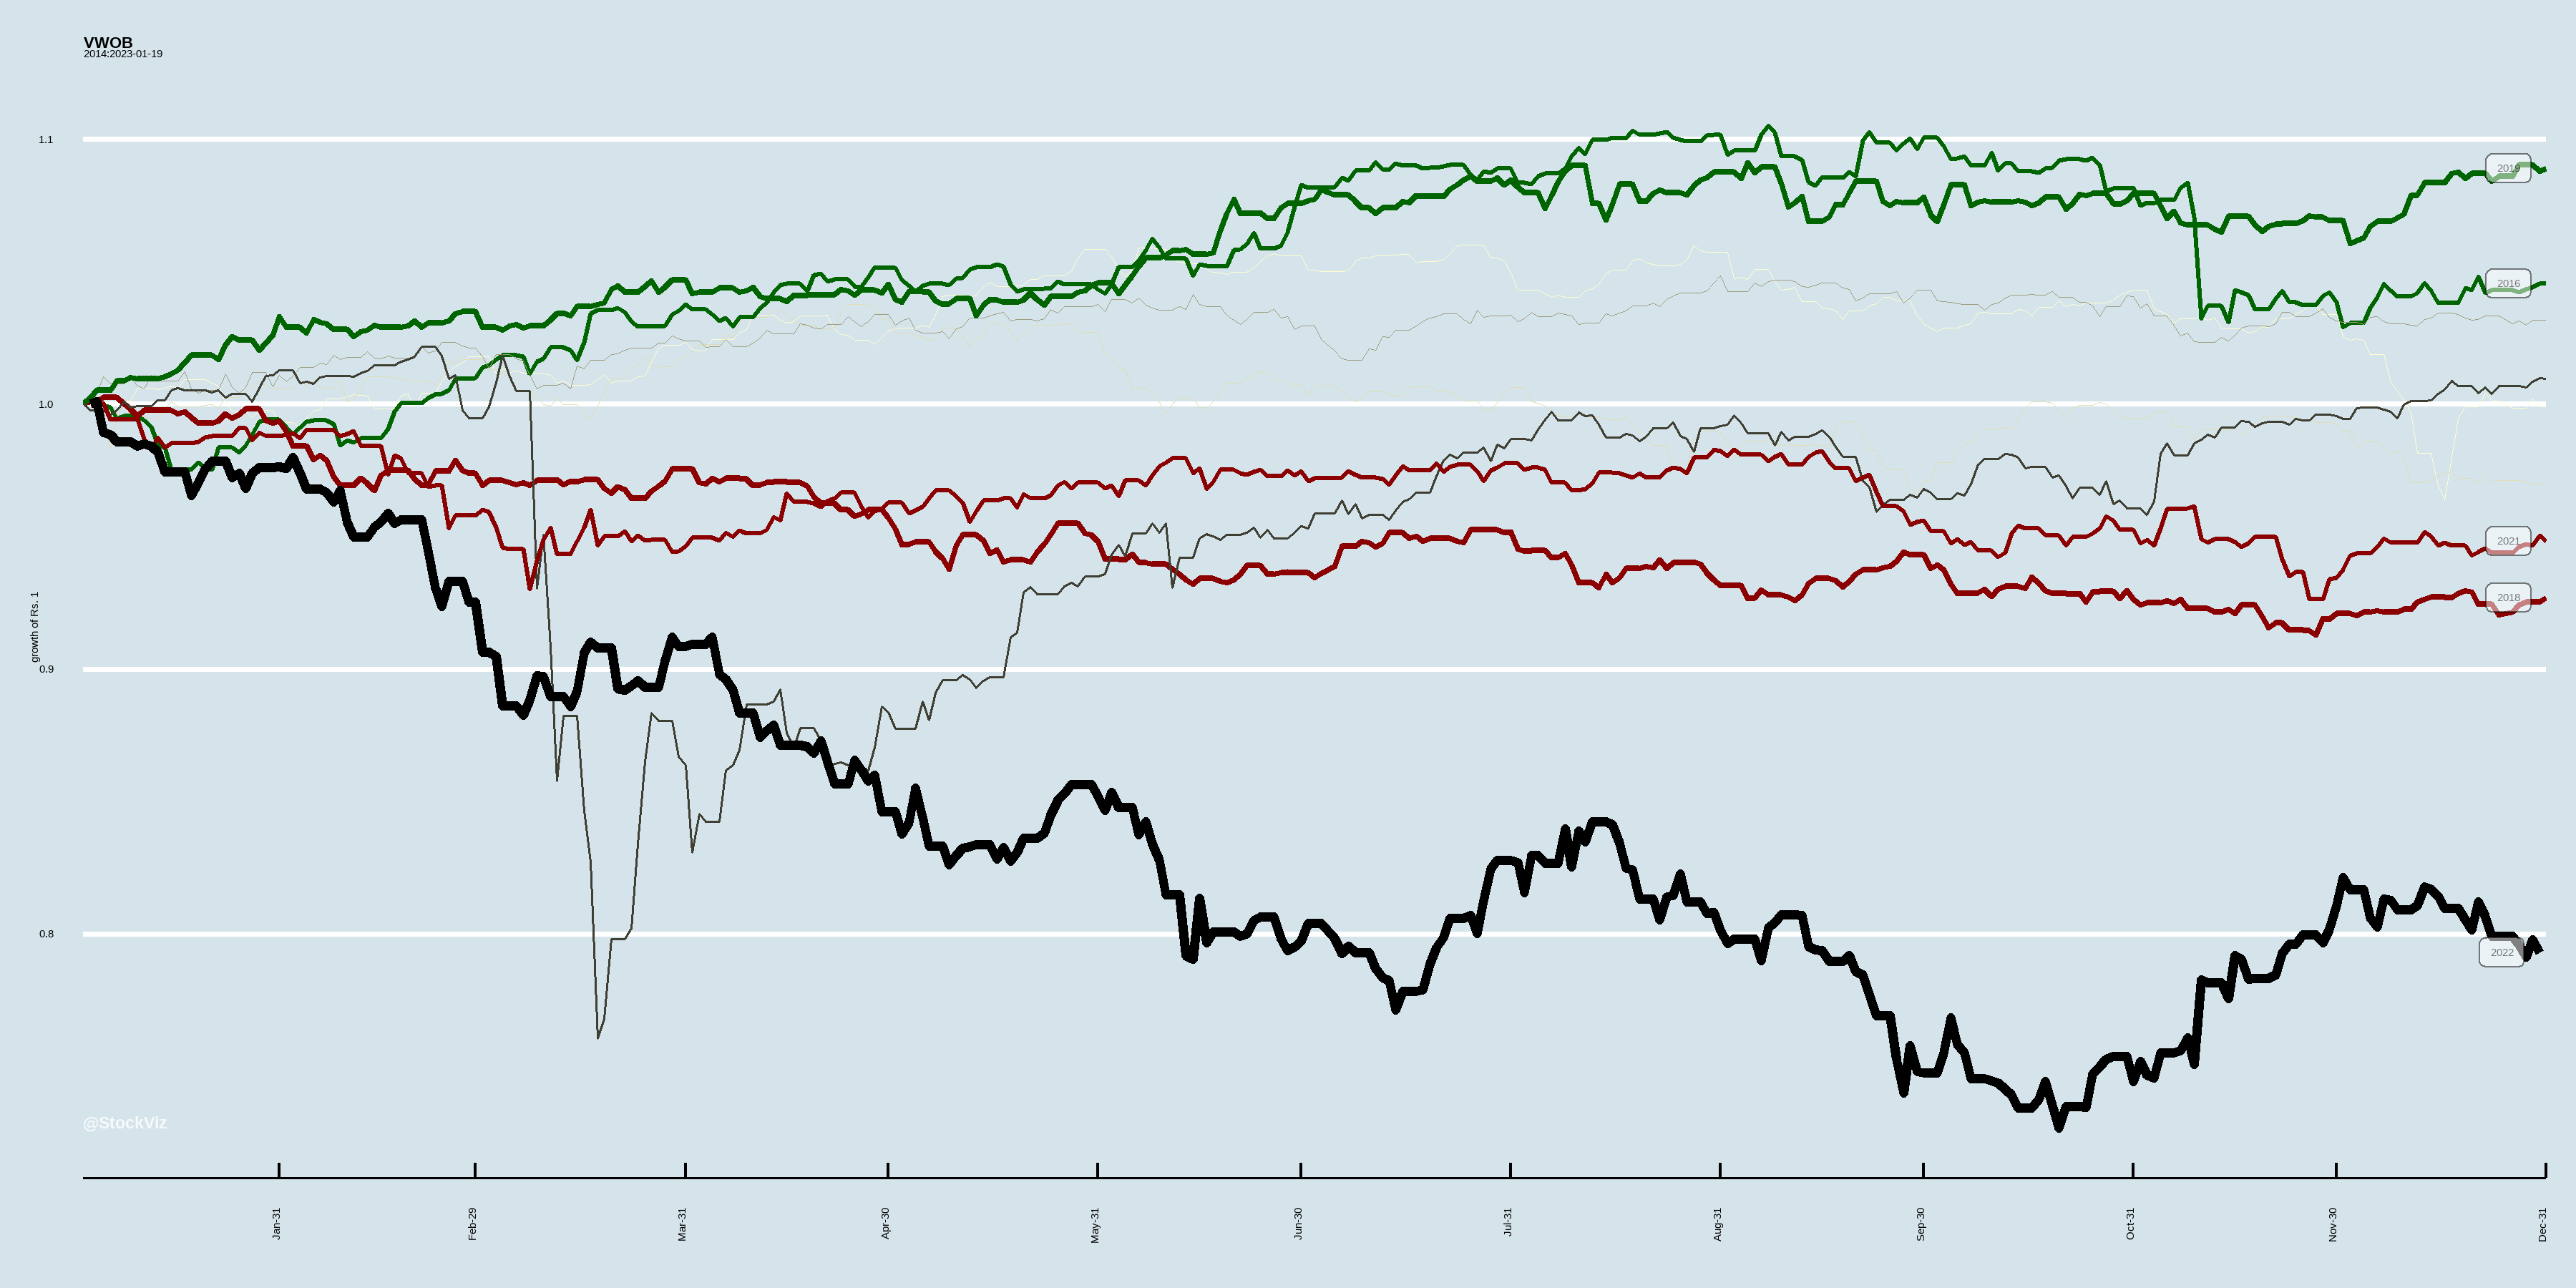 VWOB
2014:2023-01-19
1.1
2019
2016
1.0
2021
growth of Rs. 1
2018
0.9
0.8
2022
@StockViz
Jan-31
Feb-29
Mar-31
Apr-30
May-31
Jun-30
Jul-31
Aug-31
Sep-30
Oct-31
Nov-30
Dec-31